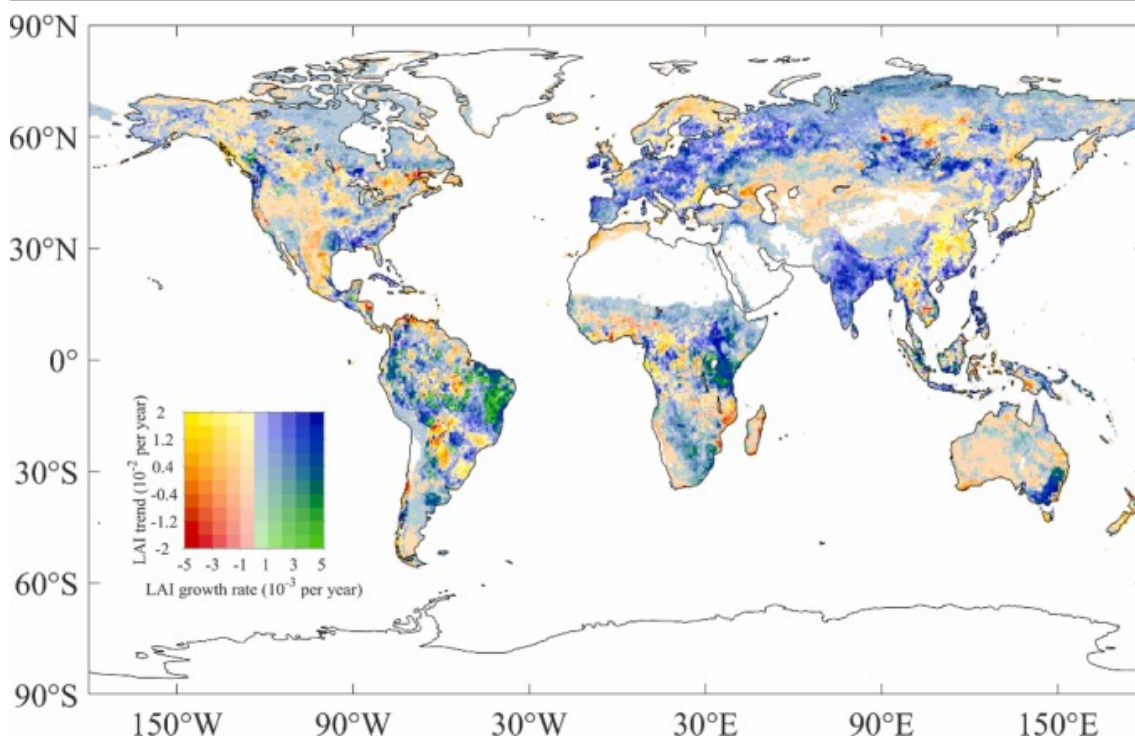 90°N
60°N
30°N
0°
30°S
60°S
90°S
150°W
90°W
30°W
30°E
90°E
150°E
LAI trend (10⁻² per year)
2
1.2
0.4
-0.4
-1.2
-2
-5
-3
-1
1
3
5
LAI growth rate (10⁻³ per year)